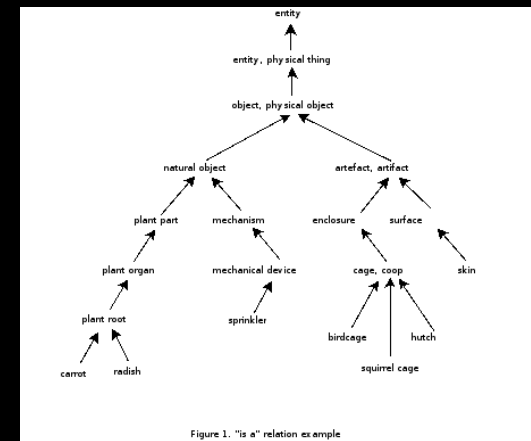 entity
entity, physical thing
object, physical object
natural object
artefact, artifact
plant part
mechanism
enclosure
surface
plant organ
mechanical device
cage, coop
skin
plant root
sprinkler
birdcage
hutch
carrot
radish
squirrel cage
Figure 1. "is a" relation example